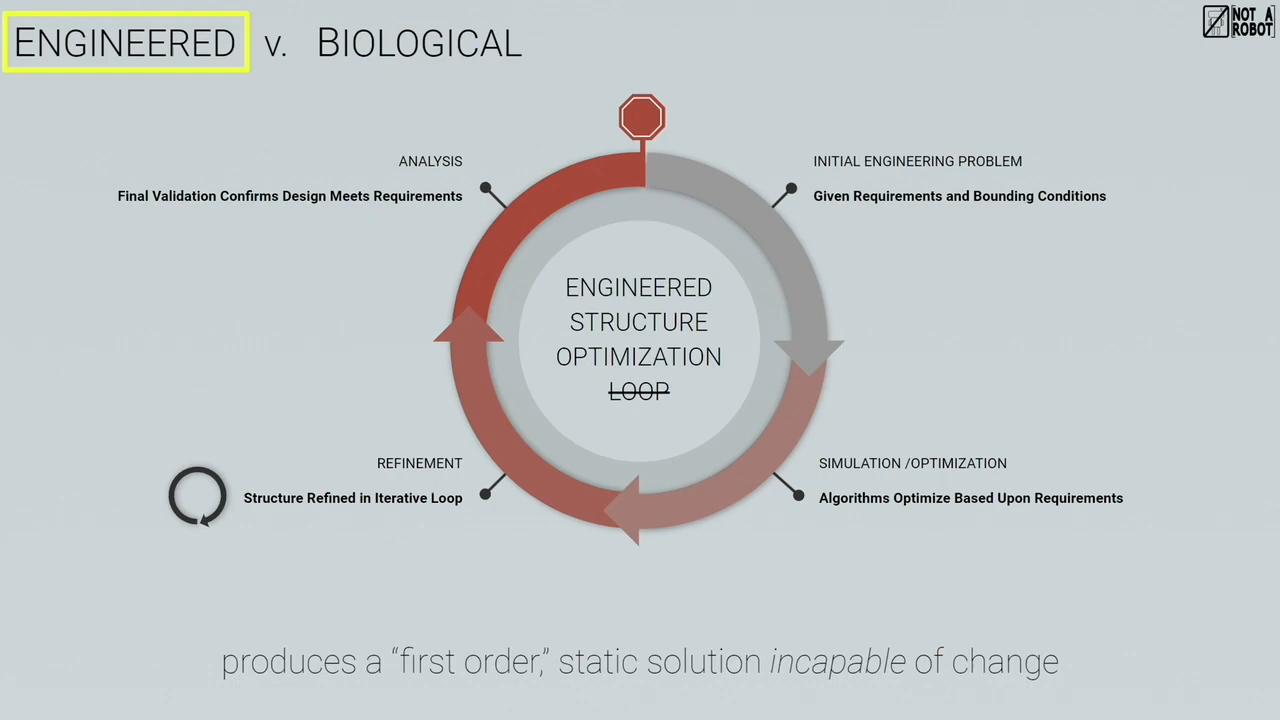 ENGINEERED v. BIOLOGICAL
NOT A
ROBOT
ANALYSIS
Final Validation Confirms Design Meets Requirements
INITIAL ENGINEERING PROBLEM
Given Requirements and Bounding Conditions
ENGINEERED
STRUCTURE
OPTIMIZATION
LOOP
REFINEMENT
Structure Refined in Iterative Loop
SIMULATION /OPTIMIZATION
Algorithms Optimize Based Upon Requirements
produces a “first order,” static solution incapable of change